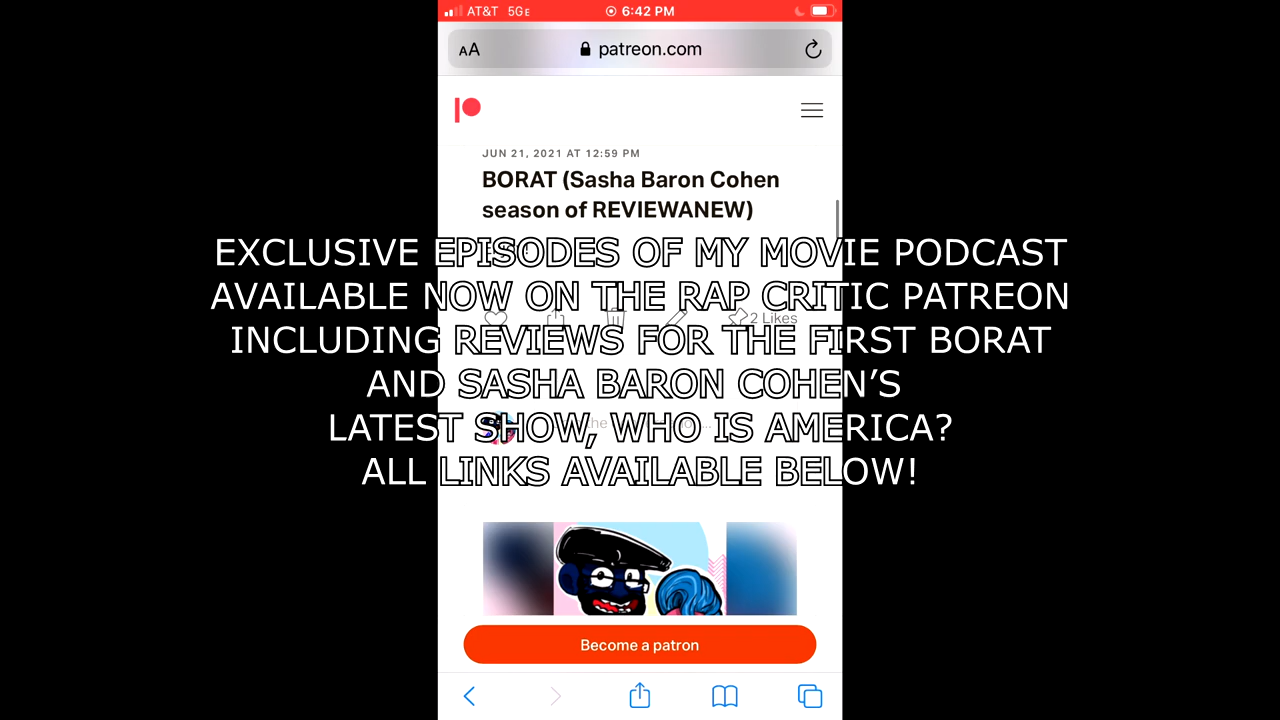 AT&T 5GE 6:42 PM
AA patreon.com
JUN 21, 2021 AT 12:59 PM
BORAT (Sasha Baron Cohen
season of REVIEWANEW)
EXCLUSIVE EPISODES OF MY MOVIE PODCAST
AVAILABLE NOW ON THE RAP CRITIC PATREON
2 Likes
INCLUDING REVIEWS FOR THE FIRST BORAT
AND SASHA BARON COHEN'S
LATEST SHOW, WHO IS AMERICA?
ALL LINKS AVAILABLE BELOW!
Become a patron